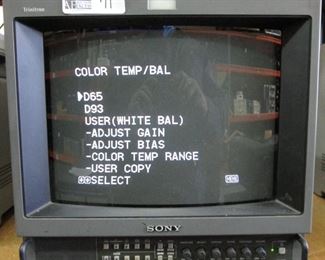 Trinitron
COLOR TEMP/BAL
D65
D93
USER(WHITE BAL)
-ADJUST GAIN
-ADJUST BIAS
-COLOR TEMP RANGE
-USER COPY
SELECT
MENU
SONY